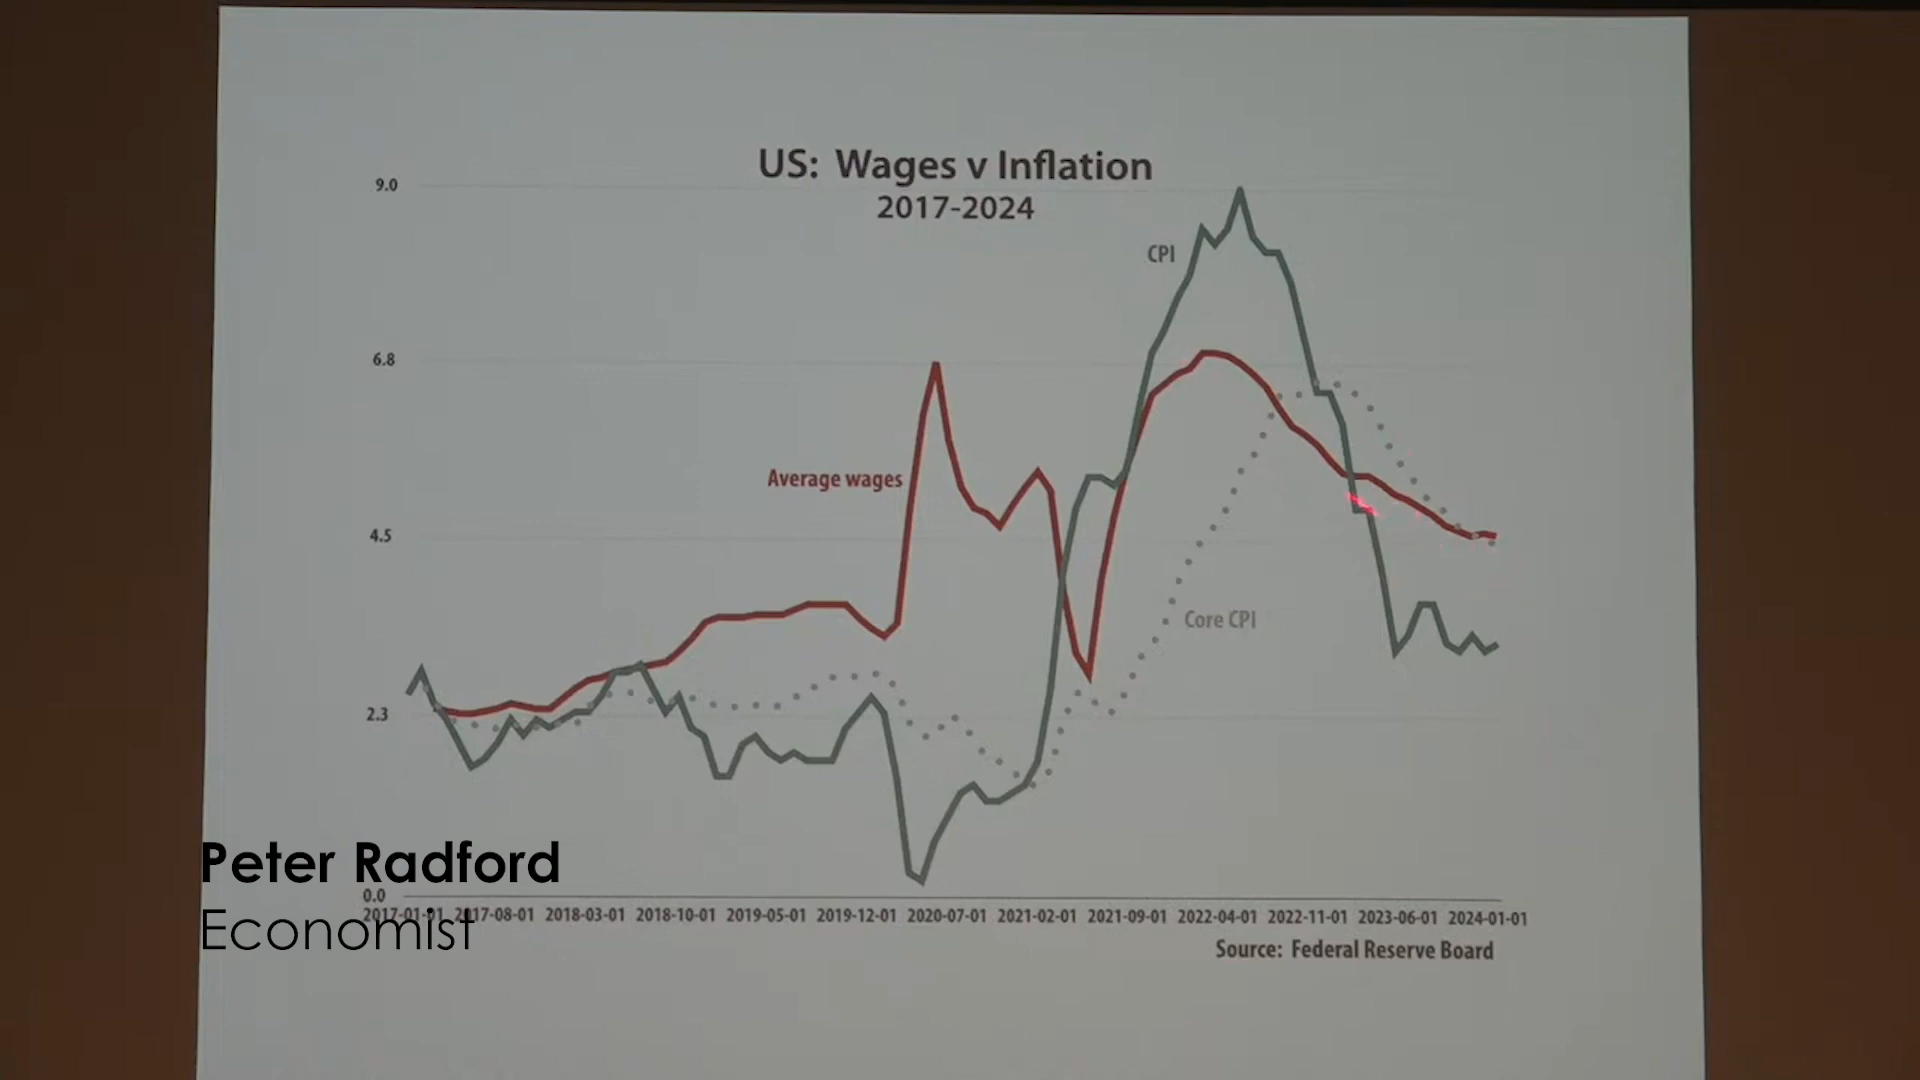 US: Wages v Inflation
2017-2024
9.0
CPI
6.8
Average wages
4.5
Core CPI
2.3
Peter Radford
0.0
2017-01-01 2017-08-01 2018-03-01 2018-10-01 2019-05-01 2019-12-01 2020-07-01 2021-02-01 2021-09-01 2022-04-01 2022-11-01 2023-06-01 2024-01-01
Economist
Source: Federal Reserve Board